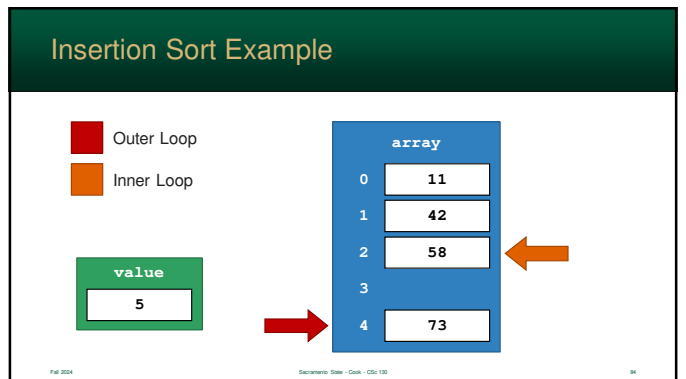 Insertion Sort Example
Outer Loop
Inner Loop
array
0 11
1 42
2 58
3
4 73
value
5
Fall 2024
Sacramento State - Cook - CSc 130
94